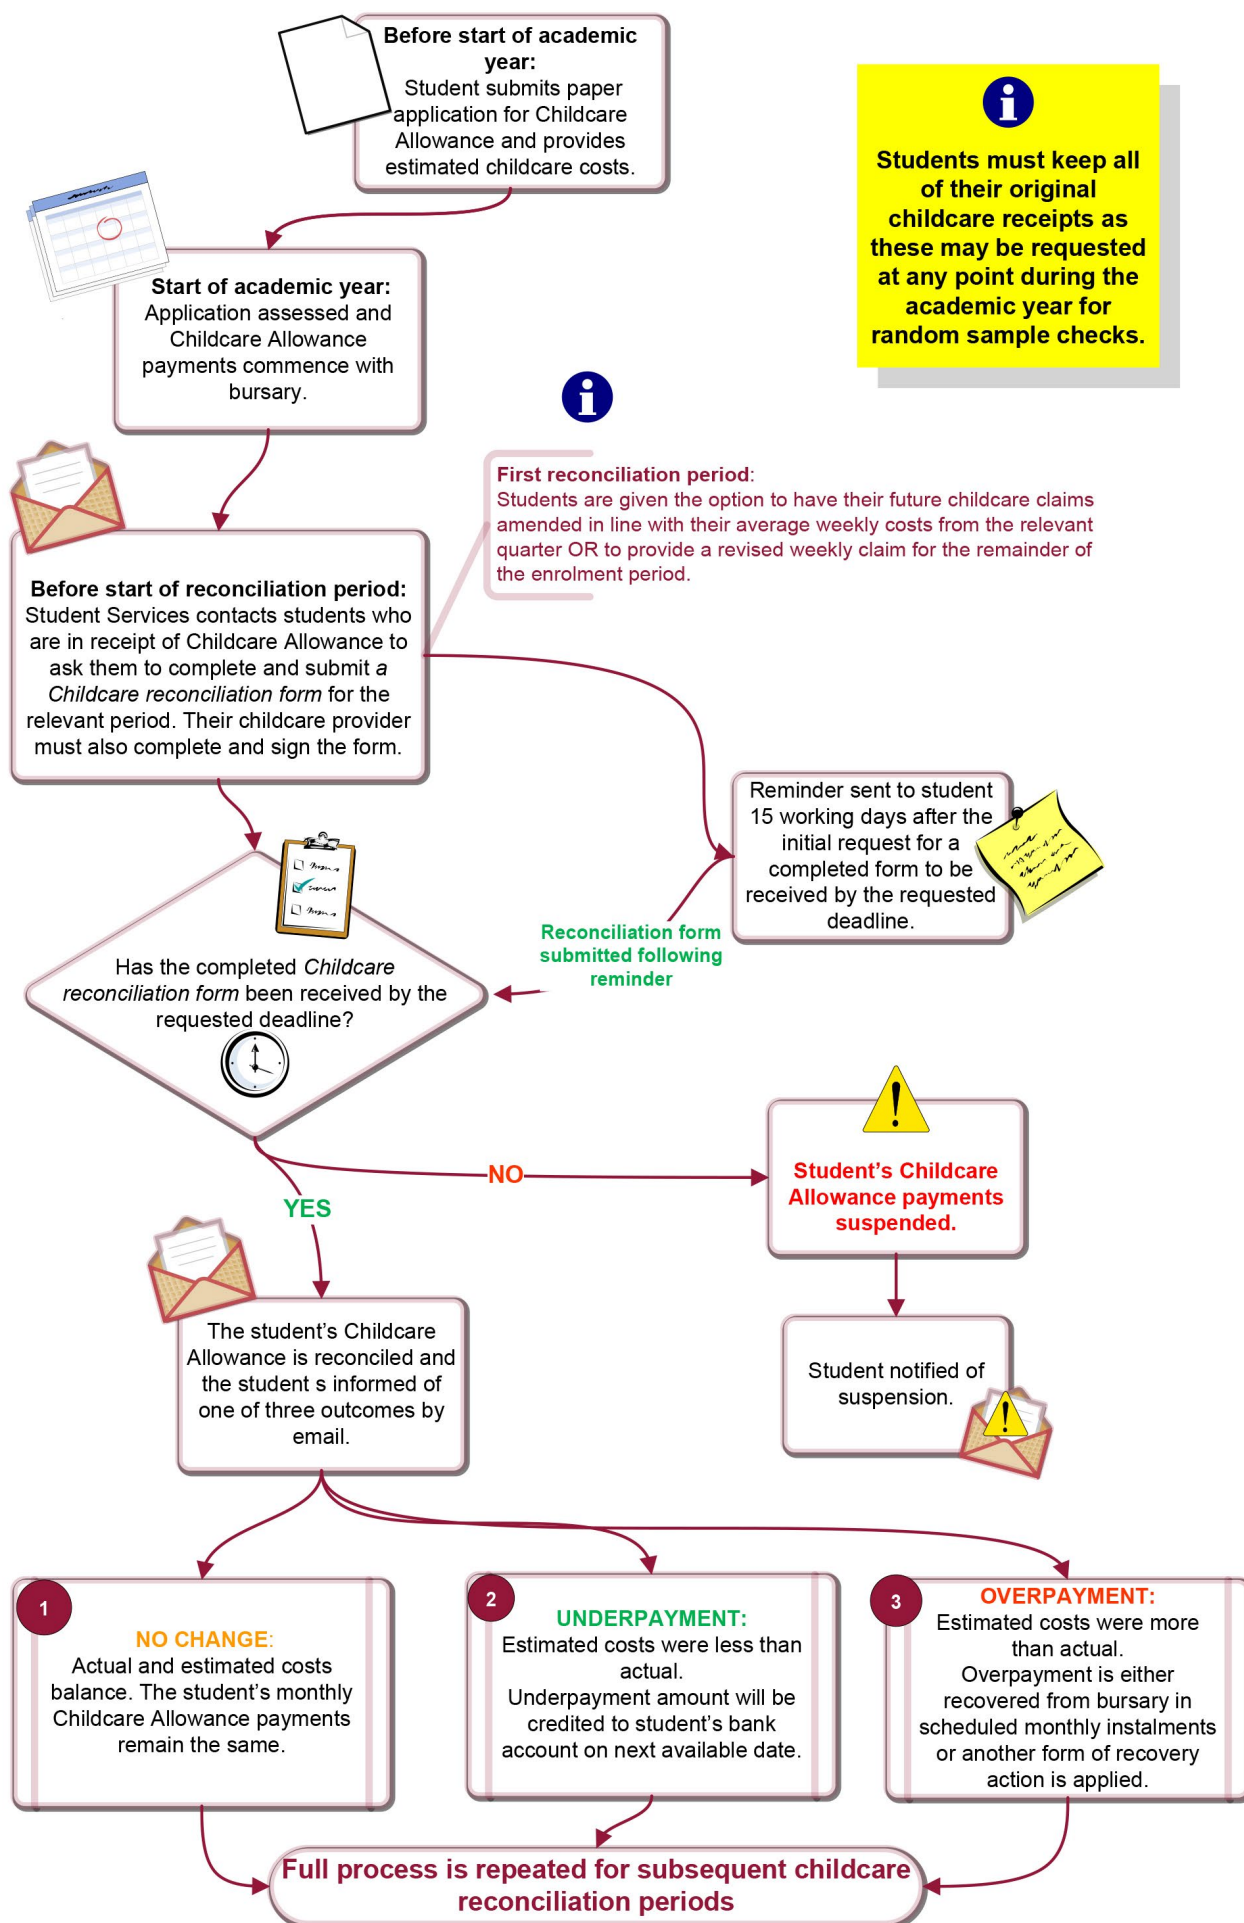 Before start of academic
year:
Student submits paper
application for Childcare
Allowance and provides
estimated childcare costs.
Students must keep all
of their original
childcare receipts as
these may be requested
at any point during the
academic year for
random sample checks.
Start of academic year:
Application assessed and
Childcare Allowance
payments commence with
bursary.
First reconciliation period:
Students are given the option to have their future childcare claims
amended in line with their average weekly costs from the relevant
quarter OR to provide a revised weekly claim for the remainder of
the enrolment period.
Before start of reconciliation period:
Student Services contacts students who
are in receipt of Childcare Allowance to
ask them to complete and submit a
Childcare reconciliation form for the
relevant period. Their childcare provider
must also complete and sign the form.
Reminder sent to student
15 working days after the
initial request for a
completed form to be
received by the requested
deadline.
Reconciliation form
submitted following
reminder
Has the completed Childcare
reconciliation form been received by the
requested deadline?
NO
YES
Student’s Childcare
Allowance payments
suspended.
Student notified of
suspension.
The student’s Childcare
Allowance is reconciled and
the student s informed of
one of three outcomes by
email.
1
NO CHANGE:
Actual and estimated costs
balance. The student’s monthly
Childcare Allowance payments
remain the same.
2
UNDERPAYMENT:
Estimated costs were less than
actual.
Underpayment amount will be
credited to student’s bank
account on next available date.
3
OVERPAYMENT:
Estimated costs were more
than actual.
Overpayment is either
recovered from bursary in
scheduled monthly instalments
or another form of recovery
action is applied.
Full process is repeated for subsequent childcare
reconciliation periods